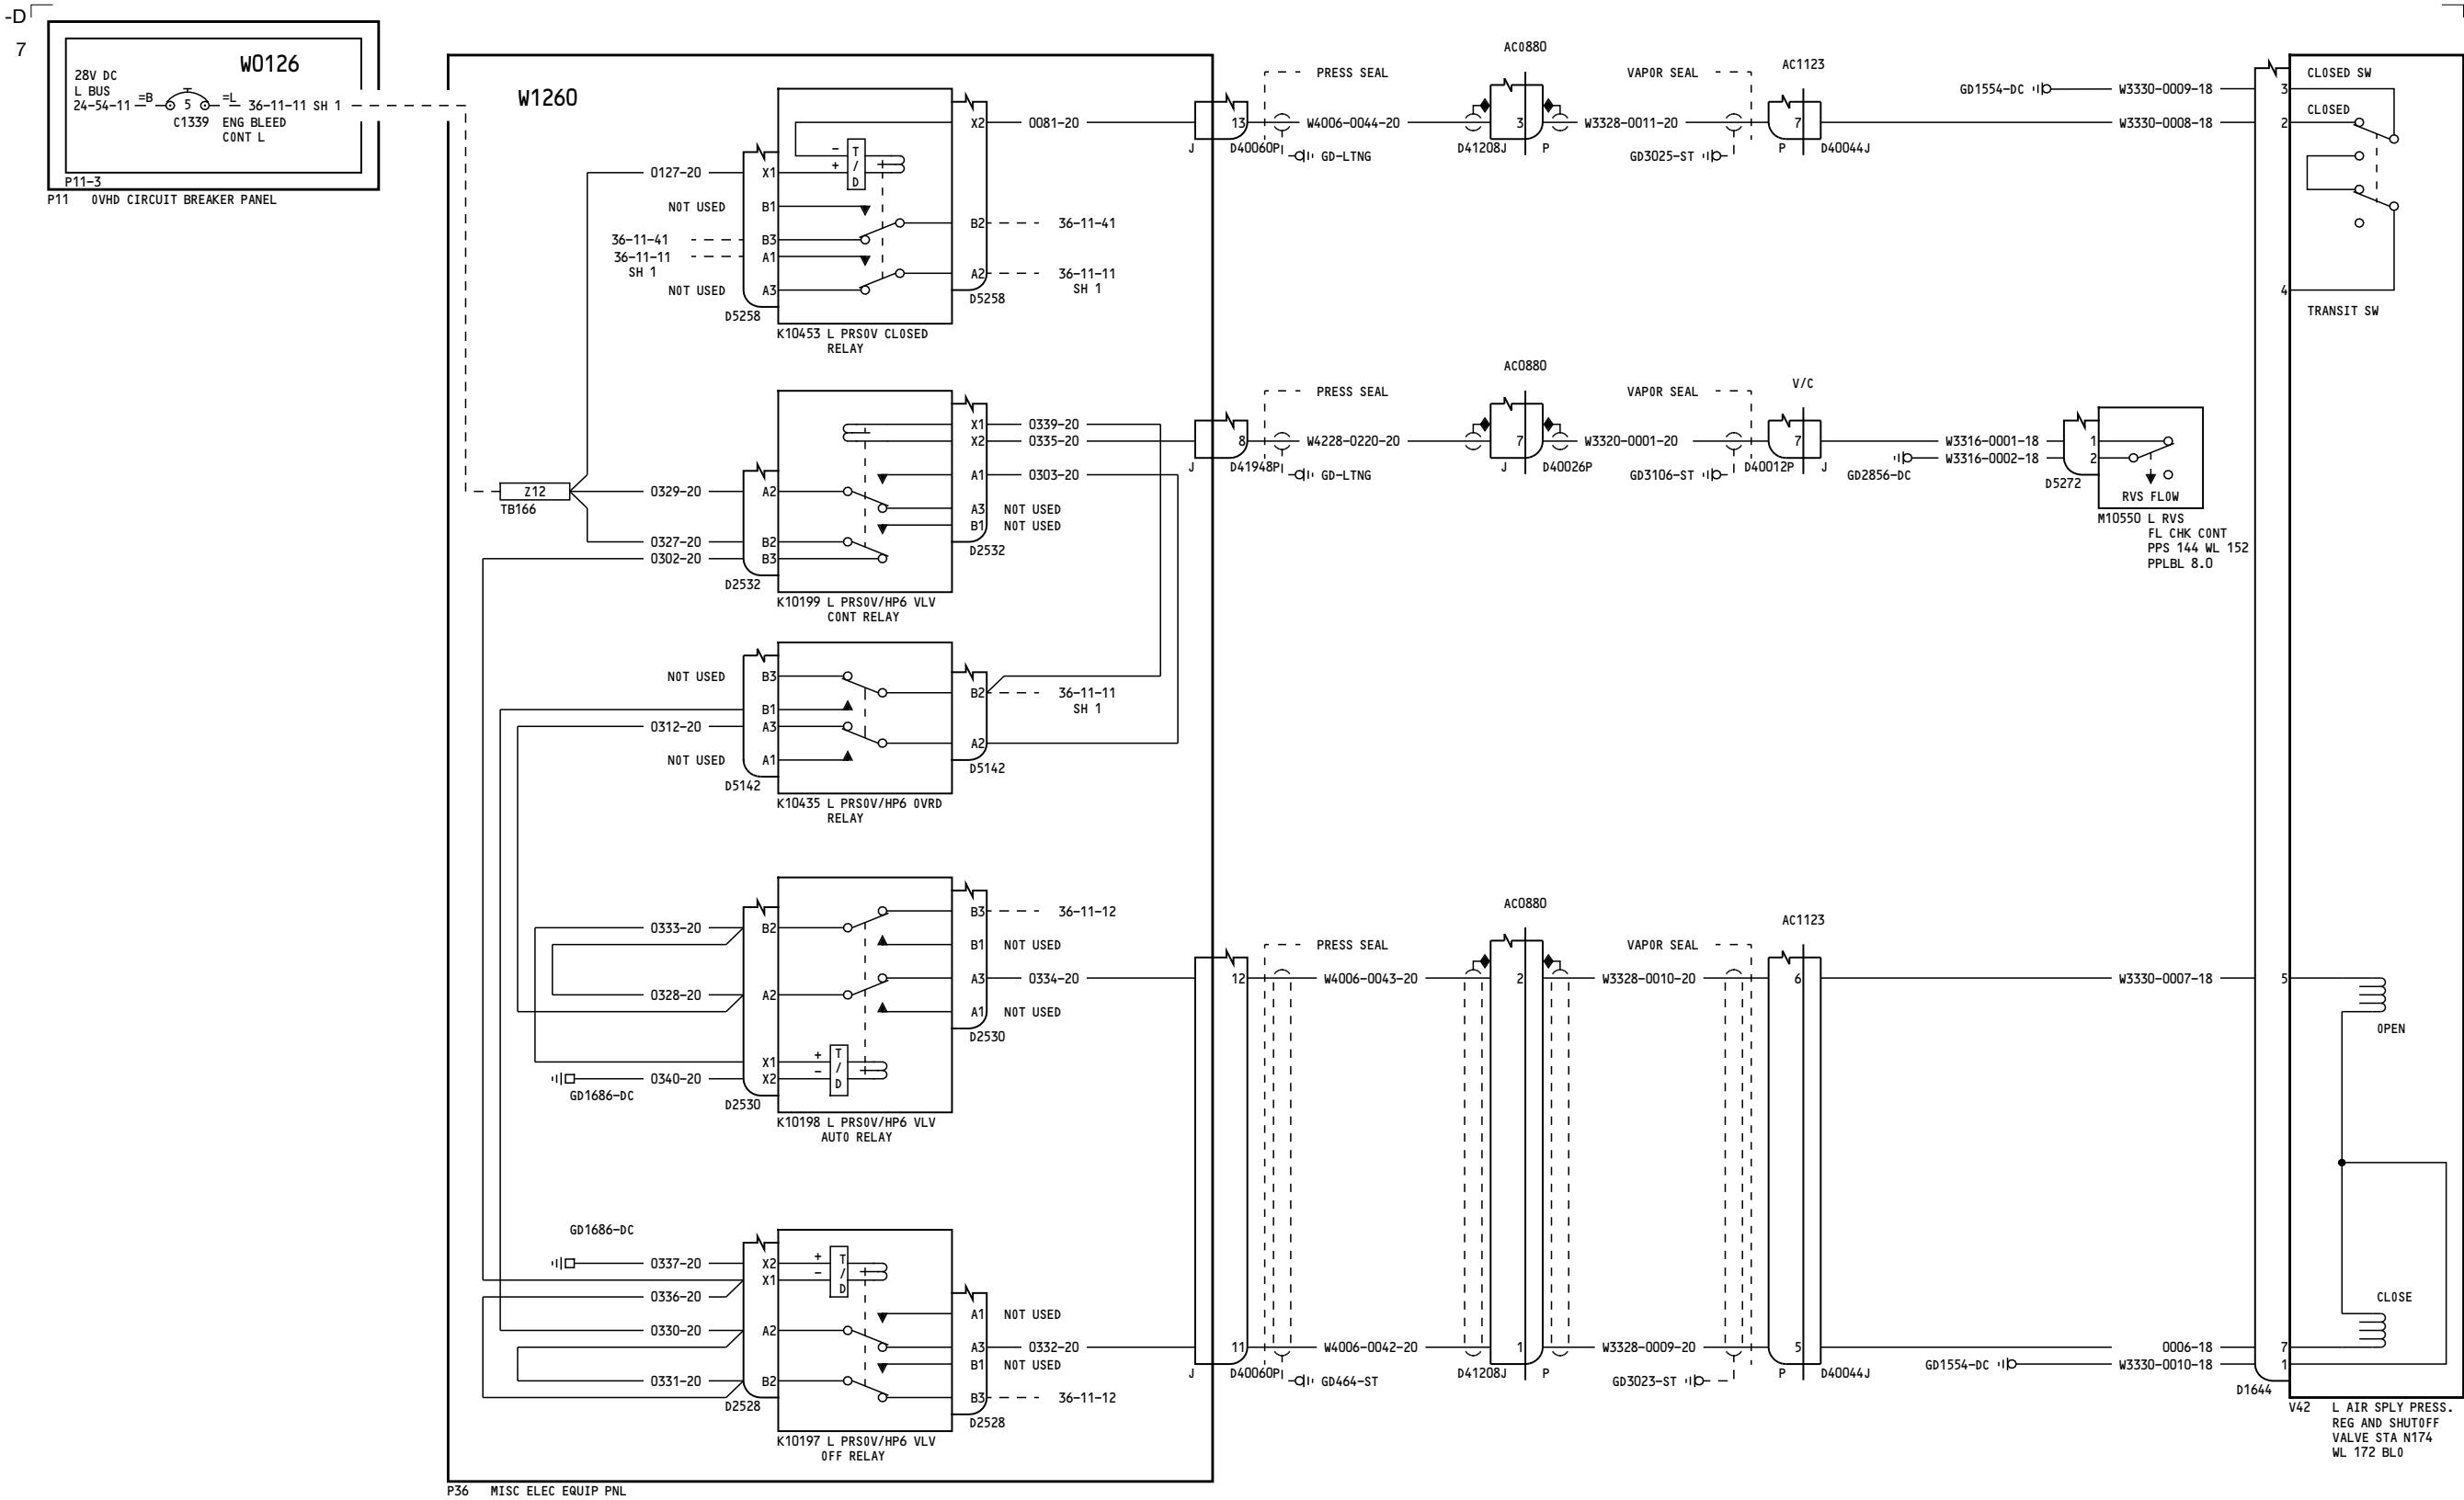 -D
7
W0126
28V DC
L BUS
24-54-11 =B 5 =L 36-11-11 SH 1
C1339 ENG BLEED
CONT L
P11-3
P11 OVHD CIRCUIT BREAKER PANEL
W1260
0127-20 X1
NOT USED B1
36-11-41 B3
36-11-11 A1
SH 1
NOT USED A3
D5258
- T
+ /
D
X2 0081-20
B2 36-11-41
A2 36-11-11
SH 1
D5258
K10453 L PRSOV CLOSED
RELAY
13
J D40060P
PRESS SEAL
W4006-0044-20
GD-LTNG
AC0880
3
D41208J P
VAPOR SEAL
W3328-0011-20
GD3025-ST
AC1123
7
P D40044J
GD1554-DC W3330-0009-18 3
W3330-0008-18 2
CLOSED SW
CLOSED
4
TRANSIT SW
Z12
TB166
0329-20 A2
0327-20 B2
0302-20 B3
D2532
X1 0339-20
X2 0335-20
A1 0303-20
A3 NOT USED
B1 NOT USED
D2532
K10199 L PRSOV/HP6 VLV
CONT RELAY
8
J D41948P
PRESS SEAL
W4228-0220-20
GD-LTNG
AC0880
7
J D40026P
VAPOR SEAL
W3320-0001-20
GD3106-ST
V/C
7
D40012P J
W3316-0001-18 1
W3316-0002-18 2
GD2856-DC
D5272
RVS FLOW
M10550 L RVS
FL CHK CONT
PPS 144 WL 152
PPLBL 8.0
NOT USED B3
B1
0312-20 A3
NOT USED A1
D5142
B2 36-11-11
SH 1
A2
D5142
K10435 L PRSOV/HP6 OVRD
RELAY
0333-20 B2
0328-20 A2
X1
0340-20 X2
GD1686-DC
D2530
+ T
- /
D
B3 36-11-12
B1 NOT USED
A3 0334-20
A1 NOT USED
D2530
K10198 L PRSOV/HP6 VLV
AUTO RELAY
GD1686-DC
0337-20 X2
X1
0336-20
0330-20 A2
0331-20 B2
D2528
+ T
- /
D
A1 NOT USED
A3 0332-20
B1 NOT USED
B3 36-11-12
D2528
K10197 L PRSOV/HP6 VLV
OFF RELAY
12
11
J D40060P
PRESS SEAL
W4006-0043-20
W4006-0042-20
GD464-ST
AC0880
2
1
D41208J P
VAPOR SEAL
W3328-0010-20
W3328-0009-20
GD3023-ST
AC1123
6
5
P D40044J
W3330-0007-18 5
OPEN
CLOSE
0006-18 7
GD1554-DC W3330-0010-18 1
D1644
V42 L AIR SPLY PRESS.
REG AND SHUTOFF
VALVE STA N174
WL 172 BLO
P36 MISC ELEC EQUIP PNL